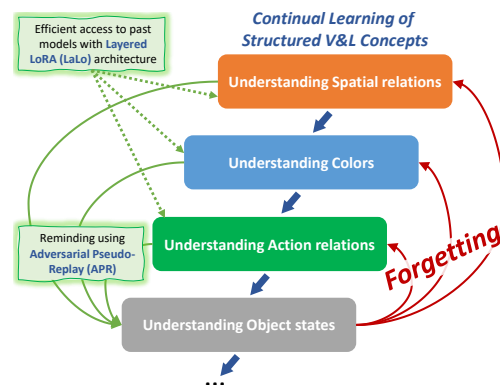 Continual Learning of
Structured V&L Concepts
Efficient access to past
models with Layered
LoRA (LaLo) architecture
Understanding Spatial relations
Understanding Colors
Understanding Action relations
Reminding using
Adversarial Pseudo-
Replay (APR)
Forgetting
Understanding Object states
...